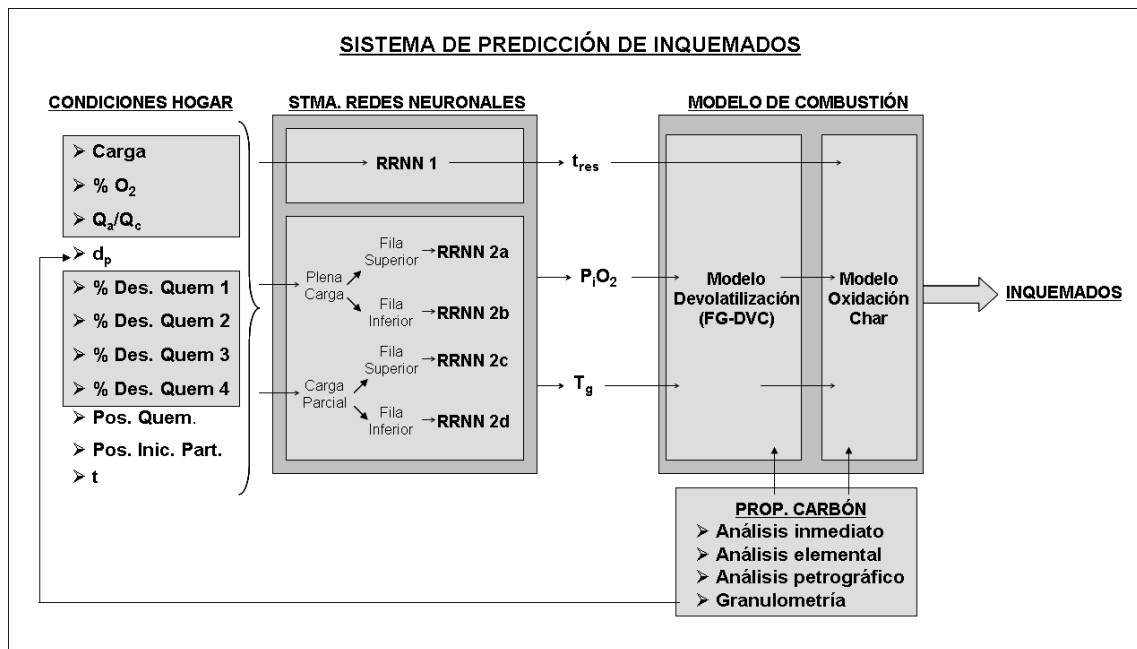 SISTEMA DE PREDICCIÓN DE INQUEMADOS
CONDICIONES HOGAR
➢ Carga
➢ % O₂
➢ Qₐ/Q꜀
➢ dₚ
➢ % Des. Quem 1
➢ % Des. Quem 2
➢ % Des. Quem 3
➢ % Des. Quem 4
➢ Pos. Quem.
➢ Pos. Inic. Part.
➢ t
STMA. REDES NEURONALES
RRNN 1
Plena
Carga
Fila
Superior
RRNN 2a
Fila
Inferior
RRNN 2b
Carga
Parcial
Fila
Superior
RRNN 2c
Fila
Inferior
RRNN 2d
tres
PiO₂
Tg
MODELO DE COMBUSTIÓN
Modelo
Devolatilización
(FG-DVC)
Modelo
Oxidación
Char
INQUEMADOS
PROP. CARBÓN
➢ Análisis inmediato
➢ Análisis elemental
➢ Análisis petrográfico
➢ Granulometría